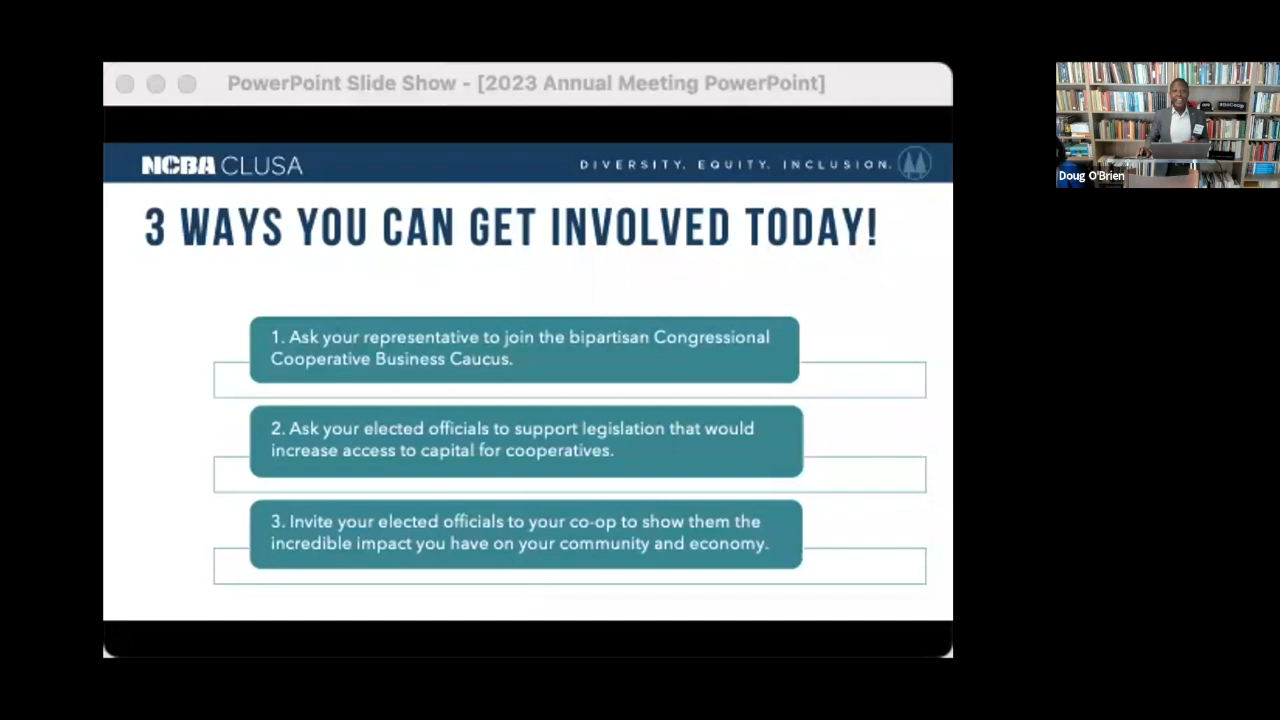 PowerPoint Slide Show - [2023 Annual Meeting PowerPoint]
NCBA CLUSA
DIVERSITY. EQUITY. INCLUSION.
3 WAYS YOU CAN GET INVOLVED TODAY!
1. Ask your representative to join the bipartisan Congressional
Cooperative Business Caucus.
2. Ask your elected officials to support legislation that would
increase access to capital for cooperatives.
3. Invite your elected officials to your co-op to show them the
incredible impact you have on your community and economy.
Doug O'Brien